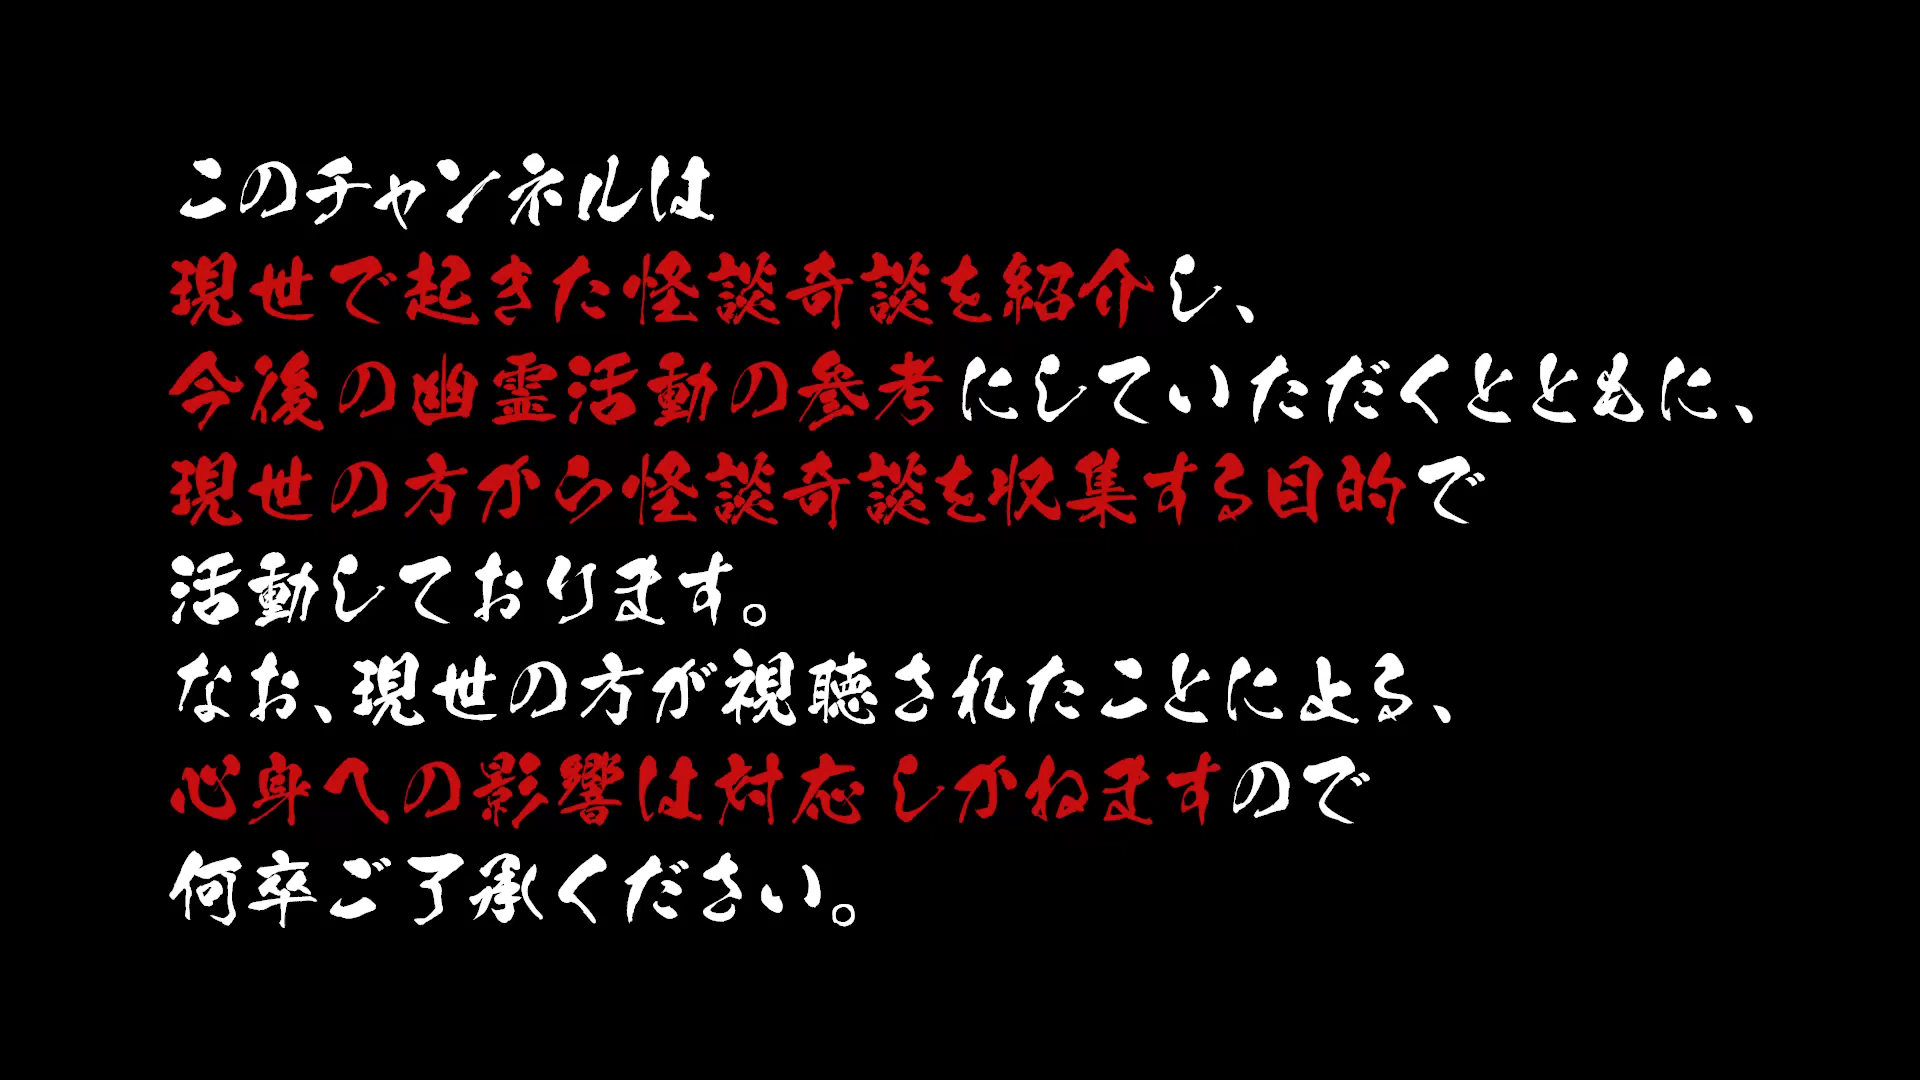 このチャンネルは
現世で起きた怪談奇談を紹介し、
今後の幽霊活動の参考にしていただくとともに、
現世の方から怪談奇談を収集する目的で
活動しております。
なお、現世の方が視聴されたことによる、
心身への影響は対応しかねますので
何卒ご了承ください。